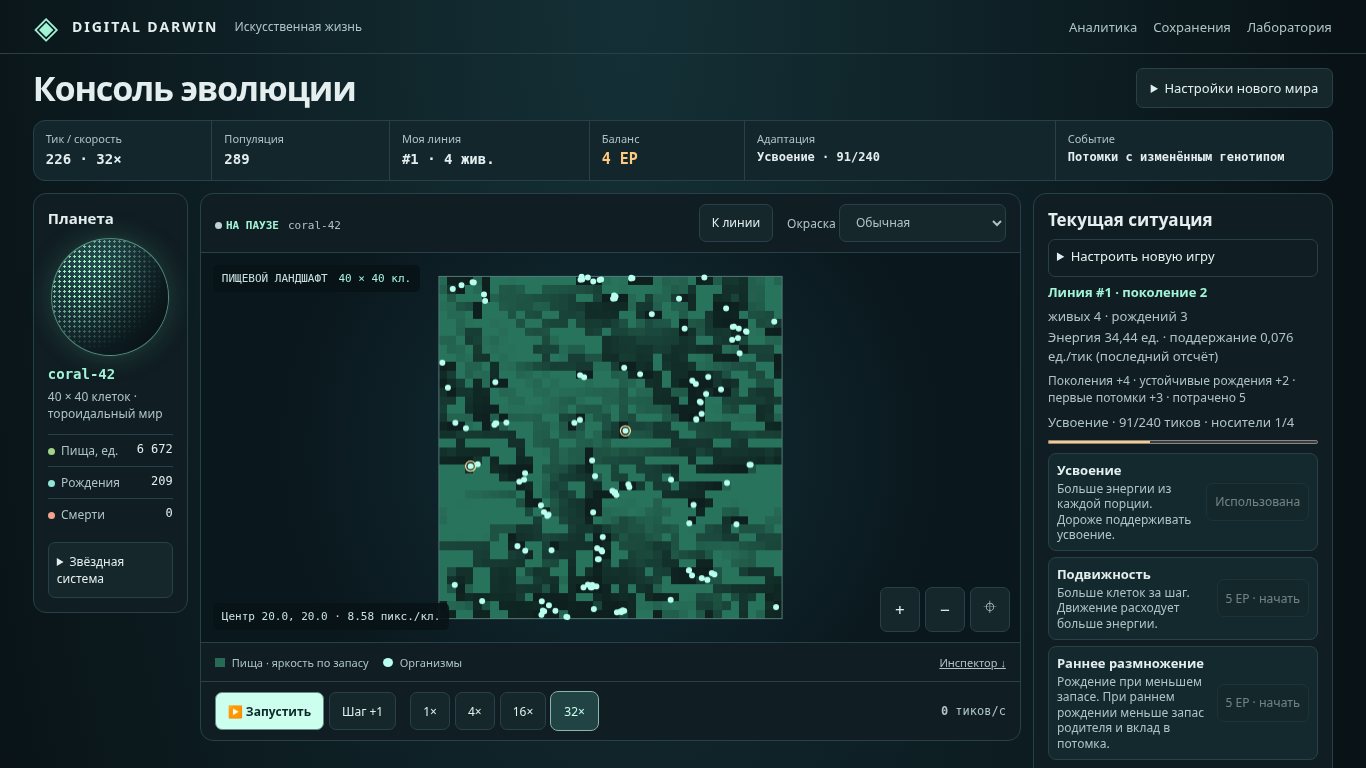 DIGITAL DARWIN Искусственная жизнь
Аналитика Сохранения Лаборатория
Консоль эволюции
Настройки нового мира
Тик / скорость
226 · 32×
Популяция
289
Моя линия
#1 · 4 жив.
Баланс
4 EP
Адаптация
Усвоение · 91/240
Событие
Потомки с изменённым генотипом
Планета
coral-42
40 × 40 клеток ·
тороидальный мир
Пища, ед. 6 672
Рождения 209
Смерти 0
Звёздная
система
НА ПАУЗЕ coral-42
К линии
Окраска Обычная
ПИЩЕВОЙ ЛАНДШАФТ 40 × 40 кл.
Центр 20.0, 20.0 · 8.58 пикс./кл.
+ −
Пища · яркость по запасу Организмы
Инспектор ↓
Запустить Шаг +1 1× 4× 16× 32×
0 тиков/с
Текущая ситуация
Настроить новую игру
Линия #1 · поколение 2
живых 4 · рождений 3
Энергия 34,44 ед. · поддержание 0,076
ед./тик (последний отсчёт)
Поколения +4 · устойчивые рождения +2 ·
первые потомки +3 · потрачено 5
Усвоение · 91/240 тиков · носители 1/4
Усвоение
Больше энергии из
каждой порции.
Дороже поддерживать
усвоение.
Использована
Подвижность
Больше клеток за шаг.
Движение расходует
больше энергии.
5 EP · начать
Раннее размножение
Рождение при меньшем
запасе. При раннем
рождении меньше запас
родителя и вклад в
потомка.
5 EP · начать